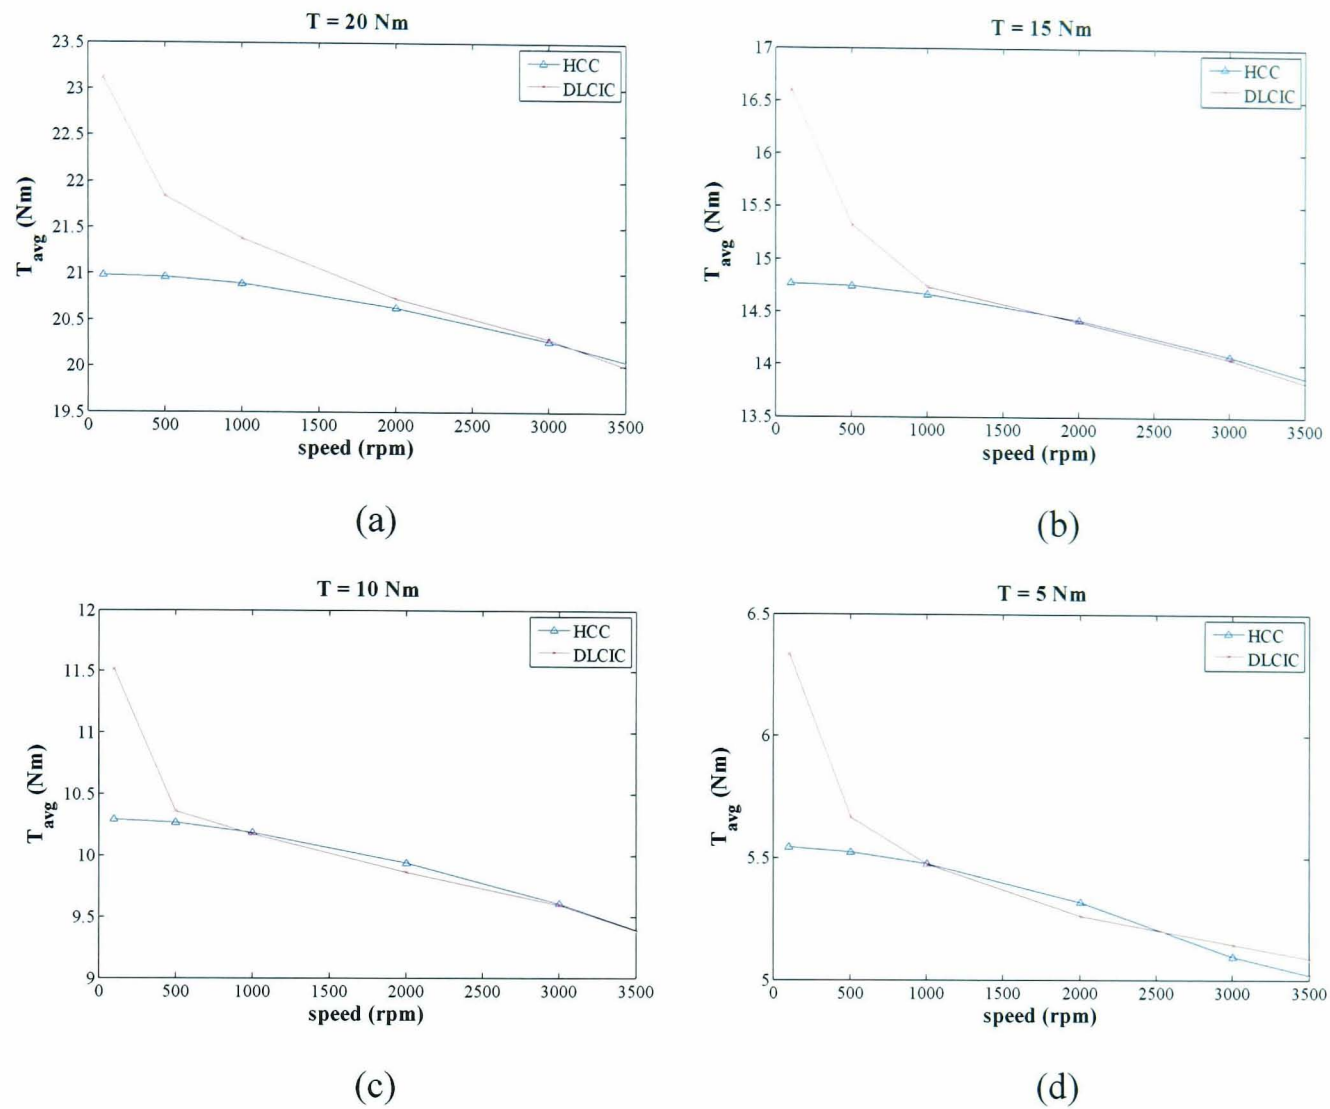 T = 20 Nm
23.5
23
22.5
22
21.5
21
20.5
20
19.5
T_avg (Nm)
HCC
DLCIC
0 500 1000 1500 2000 2500 3000 3500
speed (rpm)
(a)
T = 15 Nm
17
16.5
16
15.5
15
14.5
14
13.5
T_avg (Nm)
HCC
DLCIC
0 500 1000 1500 2000 2500 3000 3500
speed (rpm)
(b)
T = 10 Nm
12
11.5
11
10.5
10
9.5
9
T_avg (Nm)
HCC
DLCIC
0 500 1000 1500 2000 2500 3000 3500
speed (rpm)
(c)
T = 5 Nm
6.5
6
5.5
5
T_avg (Nm)
HCC
DLCIC
0 500 1000 1500 2000 2500 3000 3500
speed (rpm)
(d)